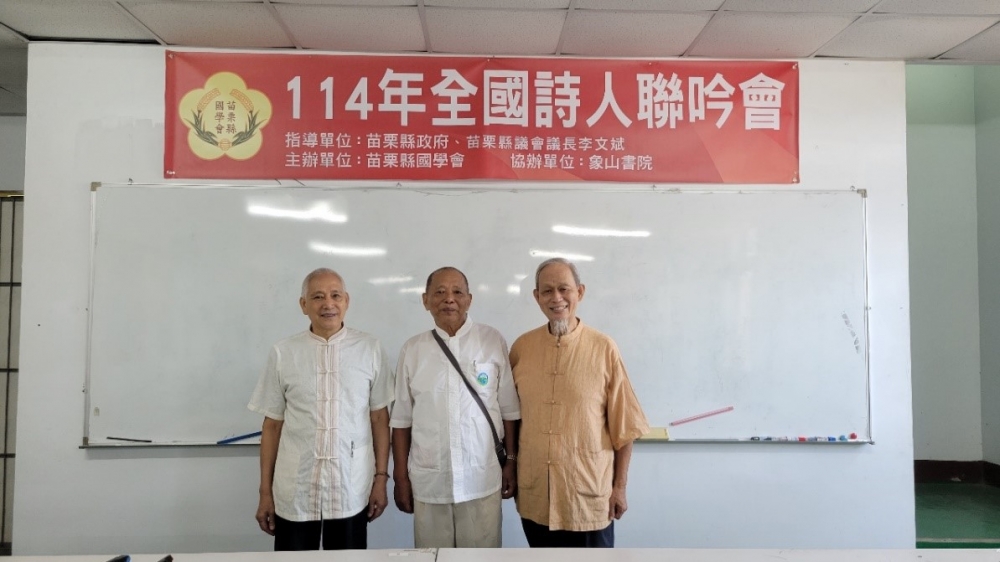 114年全國詩人聯吟會
指導單位：苗栗縣政府、苗栗縣議會議長李文斌
主辦單位：苗栗縣國學會 協辦單位：象山書院
苗栗縣
國學會